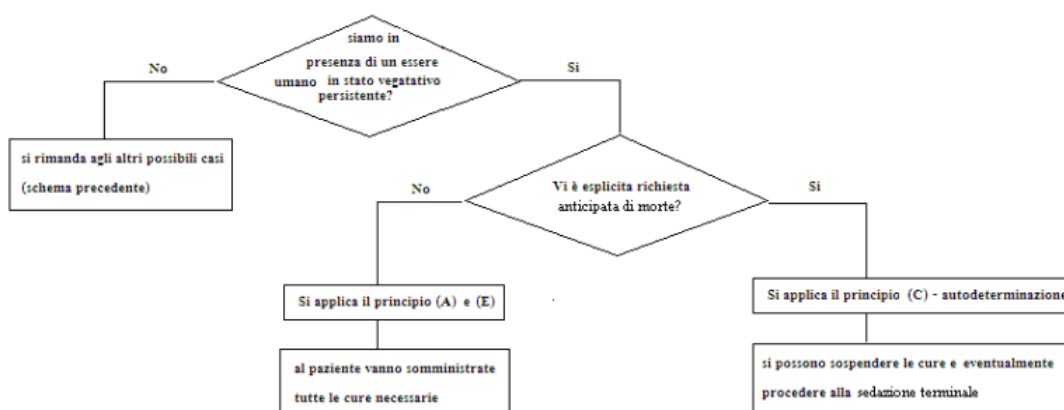 siamo in
presenza di un essere
umano in stato vegatativo
persistente?
No
Si
si rimanda agli altri possibili casi
(schema precedente)
Vi è esplicita richiesta
anticipata di morte?
No
Si
Si applica il principio (A) e (E)
Si applica il principio (C) - autodeterminazione
al paziente vanno somministrate
tutte le cure necessarie
si possono sospendere le cure e eventualmente
procedere alla sedazione terminale